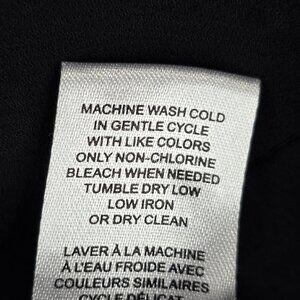 MACHINE WASH COLD
IN GENTLE CYCLE
WITH LIKE COLORS
ONLY NON-CHLORINE
BLEACH WHEN NEEDED
TUMBLE DRY LOW
LOW IRON
OR DRY CLEAN
LAVER À LA MACHINE
À L'EAU FROIDE AVEC
COULEURS SIMILAIRES
CYCLE DÉLICAT